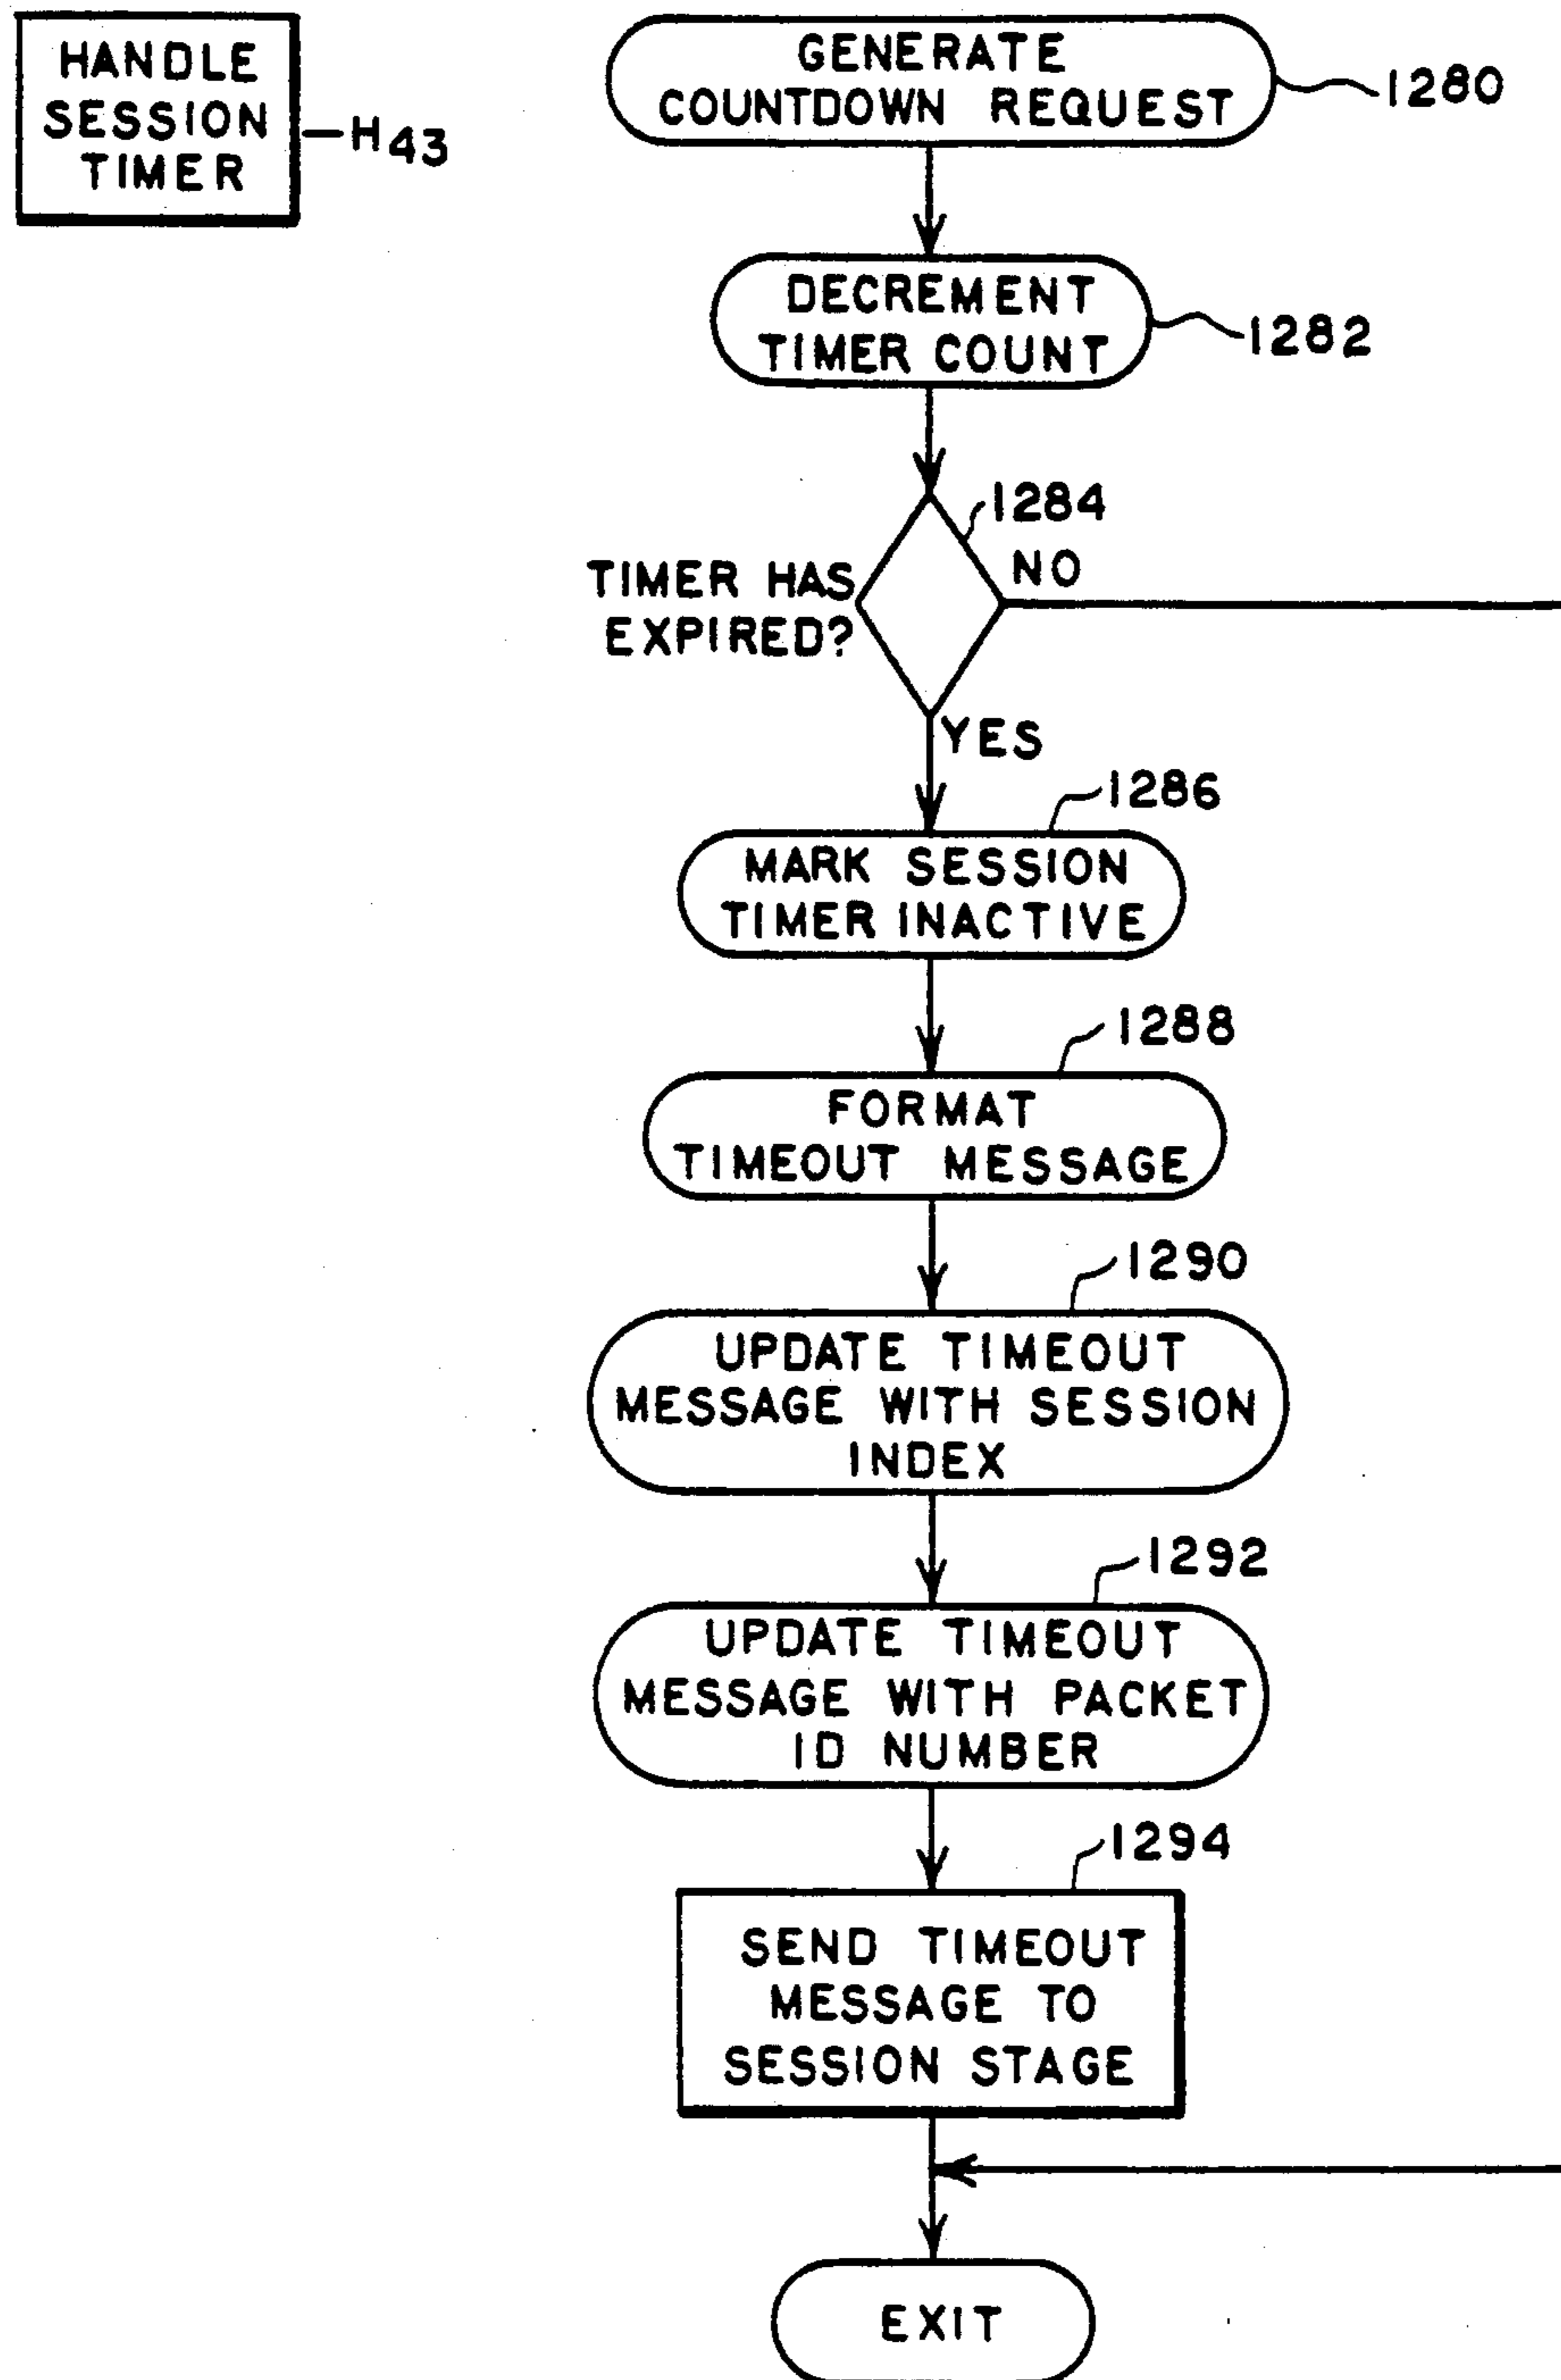 HANDLE
SESSION
TIMER
H43
GENERATE
COUNTDOWN REQUEST
1280
DECREMENT
TIMER COUNT
1282
1284
TIMER HAS
EXPIRED?
NO
YES
1286
MARK SESSION
TIMER INACTIVE
1288
FORMAT
TIMEOUT MESSAGE
1290
UPDATE TIMEOUT
MESSAGE WITH SESSION
INDEX
1292
UPDATE TIMEOUT
MESSAGE WITH PACKET
ID NUMBER
1294
SEND TIMEOUT
MESSAGE TO
SESSION STAGE
EXIT